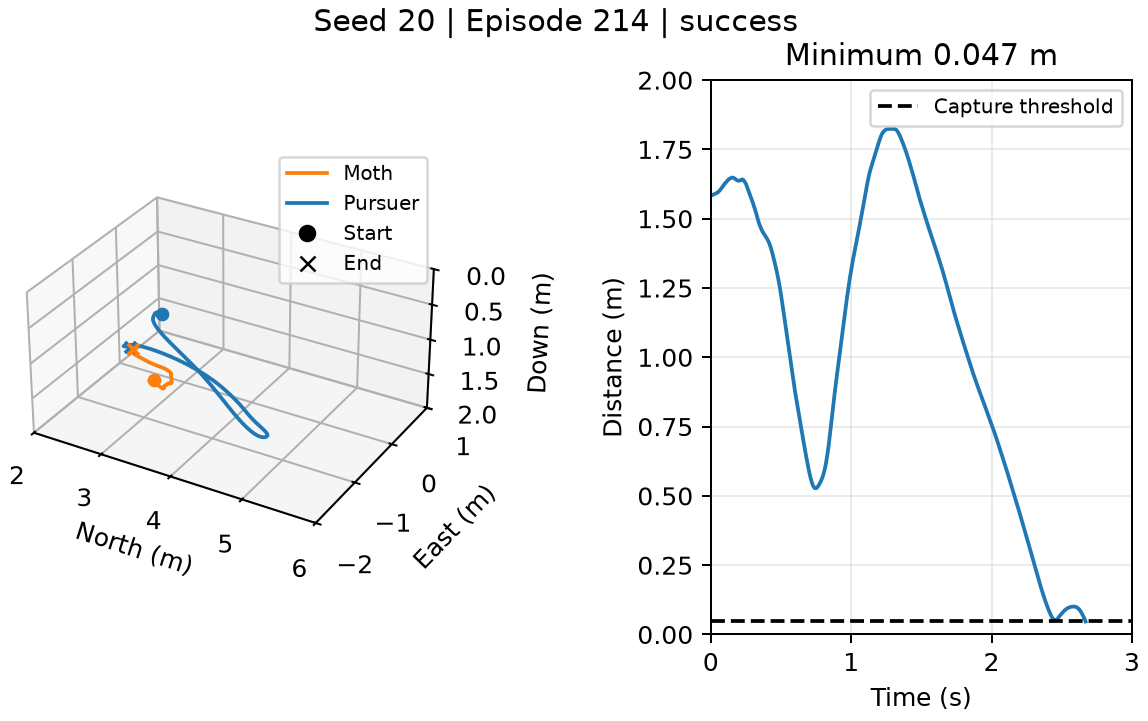 Seed 20 | Episode 214 | success
Moth
Pursuer
Start
End
0.0
0.5
1.0
1.5
2.0
Down (m)
2
3
4
5
6
North (m)
−2
−1
0
1
East (m)
Minimum 0.047 m
Capture threshold
2.00
1.75
1.50
1.25
1.00
0.75
0.50
0.25
0.00
Distance (m)
0
1
2
3
Time (s)